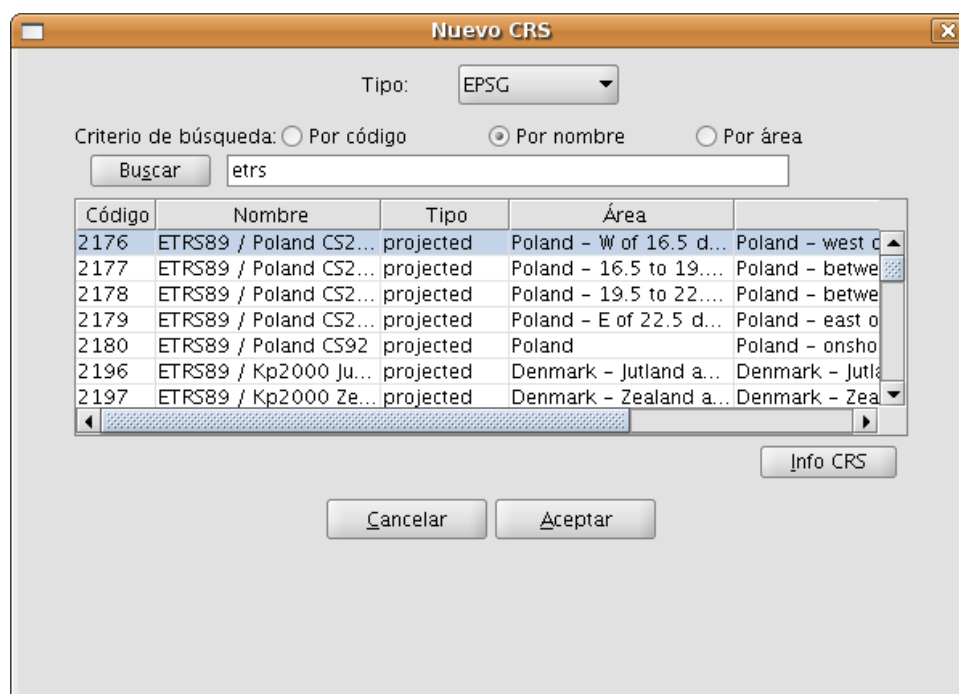 Nuevo CRS
Tipo: EPSG
Criterio de búsqueda: Por código Por nombre Por área
Buscar etrs
Código Nombre Tipo Área
2176 ETRS89 / Poland CS2... projected Poland – W of 16.5 d... Poland – west o
2177 ETRS89 / Poland CS2... projected Poland – 16.5 to 19.... Poland – betwe
2178 ETRS89 / Poland CS2... projected Poland – 19.5 to 22.... Poland – betwe
2179 ETRS89 / Poland CS2... projected Poland – E of 22.5 d... Poland – east o
2180 ETRS89 / Poland CS92 projected Poland Poland – onsho
2196 ETRS89 / Kp2000 Ju... projected Denmark – Jutland a... Denmark – Jutla
2197 ETRS89 / Kp2000 Ze... projected Denmark – Zealand a... Denmark – Zea
Info CRS
Cancelar Aceptar